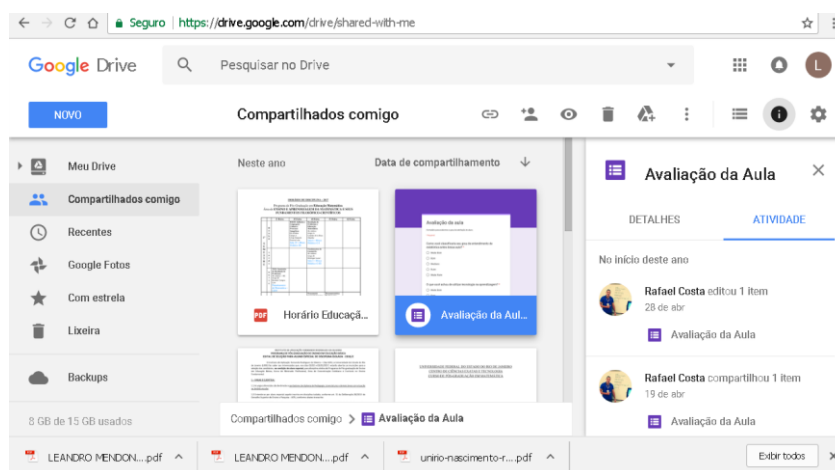 Seguro | https://drive.google.com/drive/shared-with-me
Google Drive Pesquisar no Drive L
NOVO Compartilhados comigo
Meu Drive
Compartilhados comigo
Recentes
Google Fotos
Com estrela
Lixeira
Backups
8 GB de 15 GB usados
Neste ano Data de compartilhamento
Avaliação da aula
PDF Horário Educaçã...
Avaliação da Aul...
Compartilhados comigo > Avaliação da Aula
Avaliação da Aula
DETALHES ATIVIDADE
No início deste ano
Rafael Costa editou 1 item
28 de abr
Avaliação da Aula
Rafael Costa compartilhou 1 item
19 de abr
Avaliação da Aula
LEANDRO MENDON....pdf LEANDRO MENDON....pdf unirio-nascimento-r....pdf Exibir todos